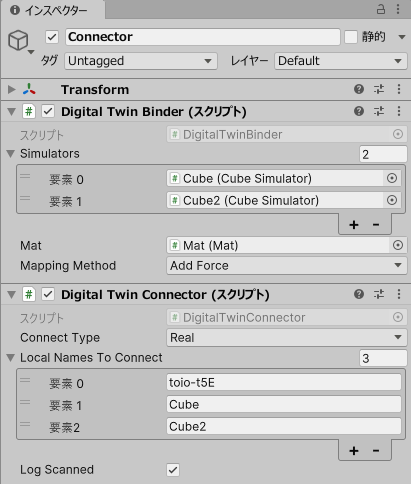 インスペクター
Connector
静的
タグ Untagged レイヤー Default
Transform
Digital Twin Binder (スクリプト)
スクリプト DigitalTwinBinder
Simulators 2
要素 0 Cube (Cube Simulator)
要素 1 Cube2 (Cube Simulator)
+ -
Mat Mat (Mat)
Mapping Method Add Force
Digital Twin Connector (スクリプト)
スクリプト DigitalTwinConnector
Connect Type Real
Local Names To Connect 3
要素 0 toio-t5E
要素 1 Cube
要素2 Cube2
+ -
Log Scanned